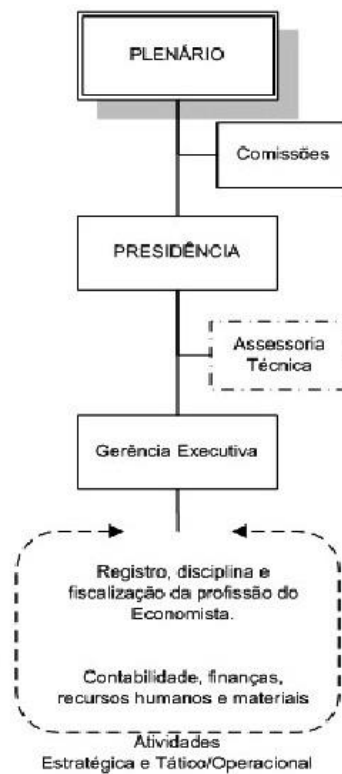 PLENÁRIO
Comissões
PRESIDÊNCIA
Assessoria
Técnica
Gerência Executiva
Registro, disciplina e
fiscalização da profissão do
Economista.
Contabilidade, finanças,
recursos humanos e materiais
Atividades
Estratégica e Tático/Operacional